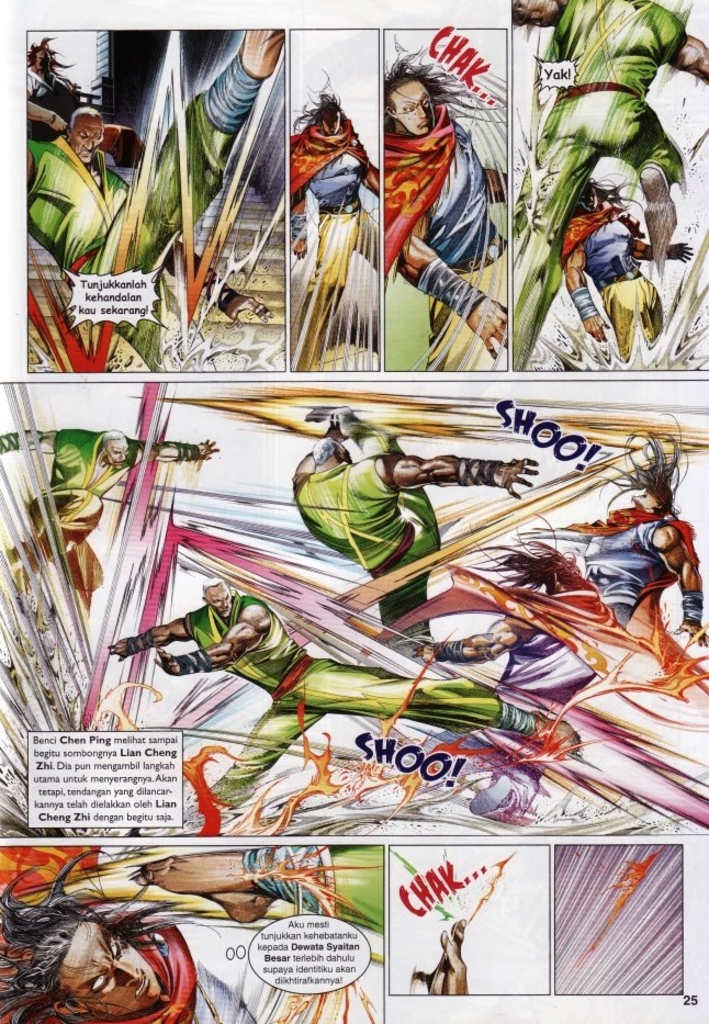 CHAK...
Yak!
Tunjukkanlah
kehandalan
kau sekarang!
SHOO!
SHOO!
Benci Chen Ping melihat sampai
begitu sombongnya Lian Cheng
Zhi. Dia pun mengambil langkah
utama untuk menyerangnya. Akan
tetapi, tendangan yang dilancar-
kannya telah dielakkan oleh Lian
Cheng Zhi dengan begitu saja.
Aku mesti
tunjukkan kehebatanku
kepada Dewata Syaitan
Besar terlebih dahulu
supaya identitiku akan
diikhtirafkannya!
CHAK...
25